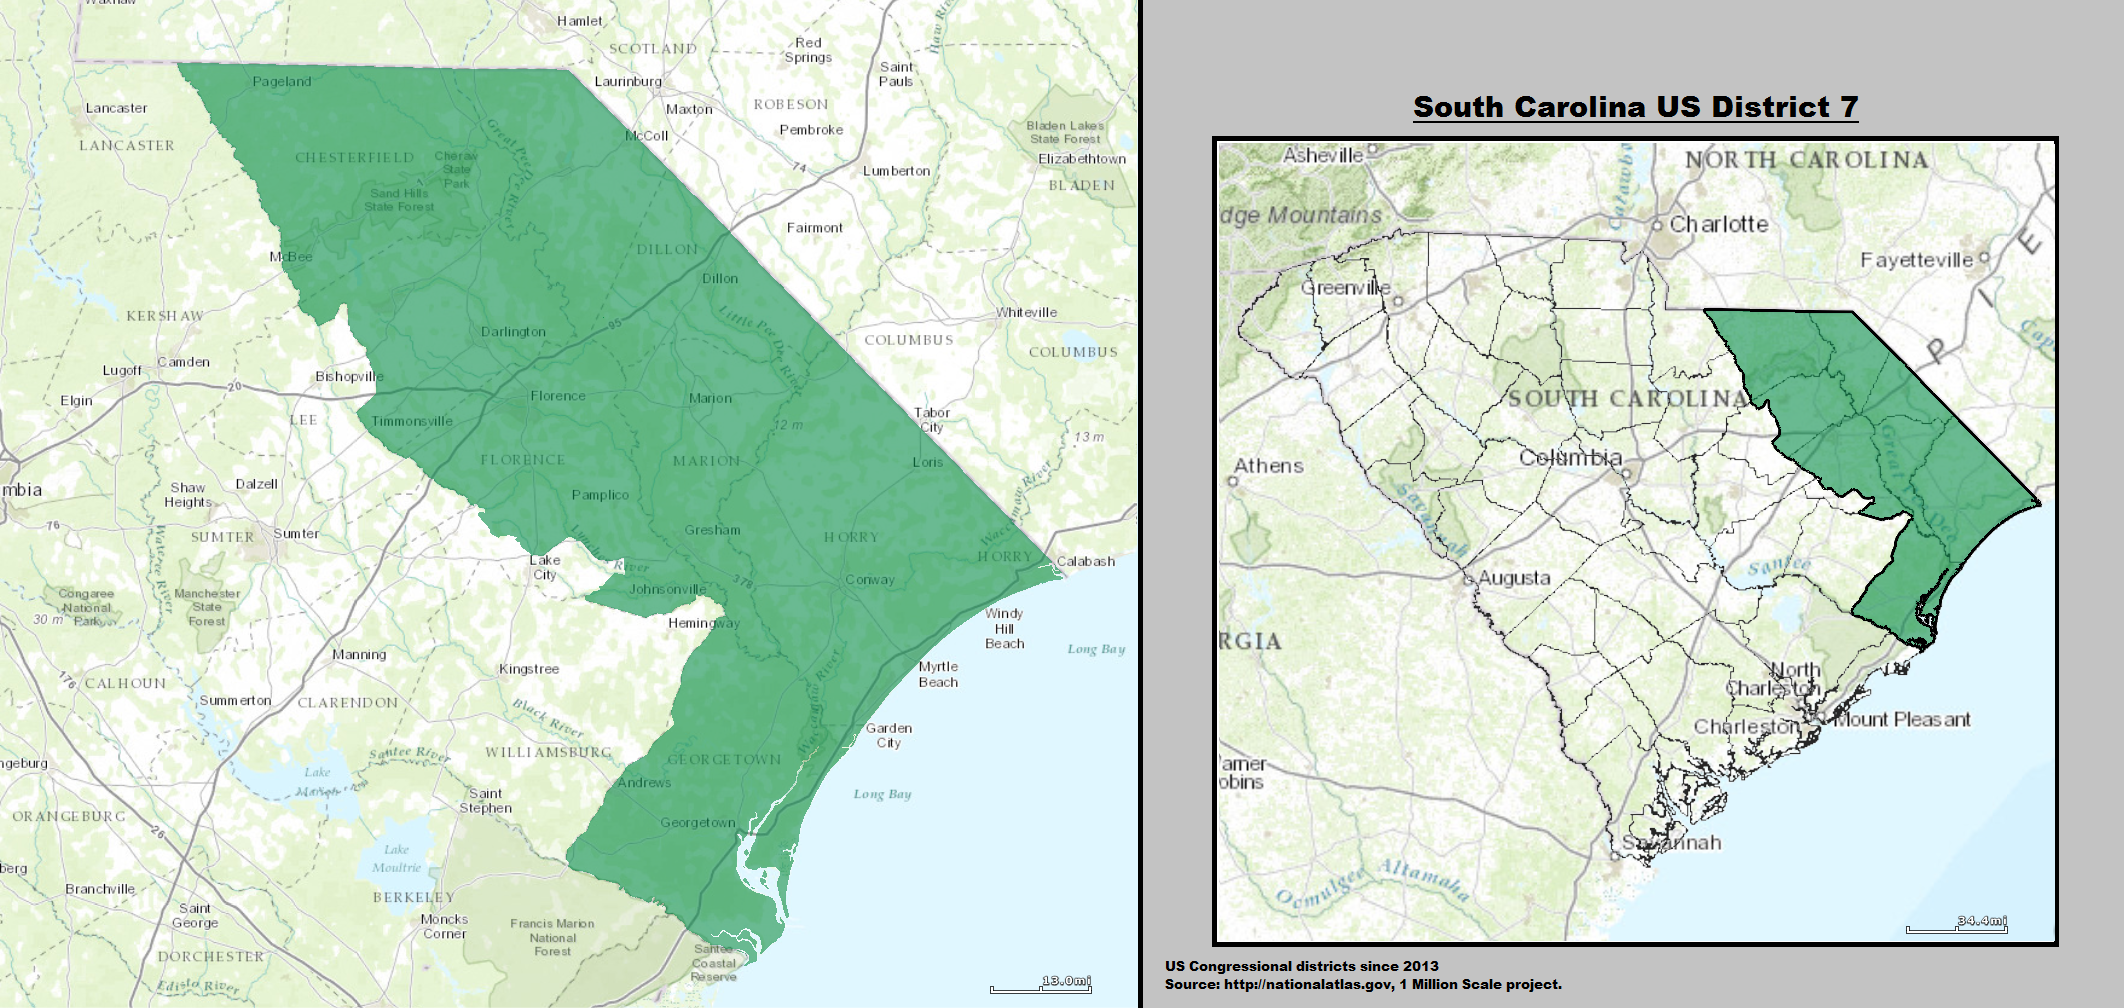 Waxhaw
Hamlet
SCOTLAND
Red
Springs
Saint
Pauls
Haw River
Pageland
Laurinburg
Lancaster
Maxton
ROBESON
Bladen Lakes
State Forest
McColl
Pembroke
LANCASTER
CHESTERFIELD
Cheraw
State
Park
Great Pee Dee River
74
Lumberton
Elizabethtown
BLADEN
Sand Hills
State Forest
Fairmont
McBee
DILLON
Dillon
KERSHAW
Darlington
95
Little Pee Dee River
Whiteville
COLUMBUS
COLUMBUS
Camden
Lugoff
20
Bishopville
Elgin
Florence
Marion
LEE
Timmonsville
Tabor
City
12 m
13 m
FLORENCE
MARION
Loris
mbia
Shaw
Heights
Dalzell
Pamplico
76
SUMTER
Sumter
Wateree River
Gresham
HORRY
HORRY
Waccamaw River
Lake
City
Lynches
River
Calabash
Congaree
National
Park
30 m
Manchester
State
Forest
Johnsonville
378
Conway
Hemingway
Windy
Hill
Beach
Long Bay
Manning
Kingstree
Myrtle
Beach
176
CALHOUN
Summerton
CLARENDON
Black River
Waccamaw River
Garden
City
Santee River
WILLIAMSBURG
GEORGETOWN
ngeburg
Lake
Marion
Andrews
Long Bay
Saint
Stephen
ORANGEBURG
26
Georgetown
Lake
Moultrie
berg
Branchville
BERKELEY
Saint
George
Moncks
Corner
Francis Marion
National
Forest
DORCHESTER
Edisto River
Santee
Coastal
Reserve
13.0mi
South Carolina US District 7
Asheville
Catawba
NORTH CAROLINA
dge Mountains
Charlotte
Fayetteville
P I E
Greenville
Cape
SOUTH CAROLINA
Great Pee Dee
Athens
Columbia
Savannah
Augusta
Santee
RGIA
North
Charleston
Charleston
Mount Pleasant
arner
obins
Savannah
Ocmulgee
Altamaha
34.4mi
US Congressional districts since 2013
Source: http://nationalatlas.gov, 1 Million Scale project.